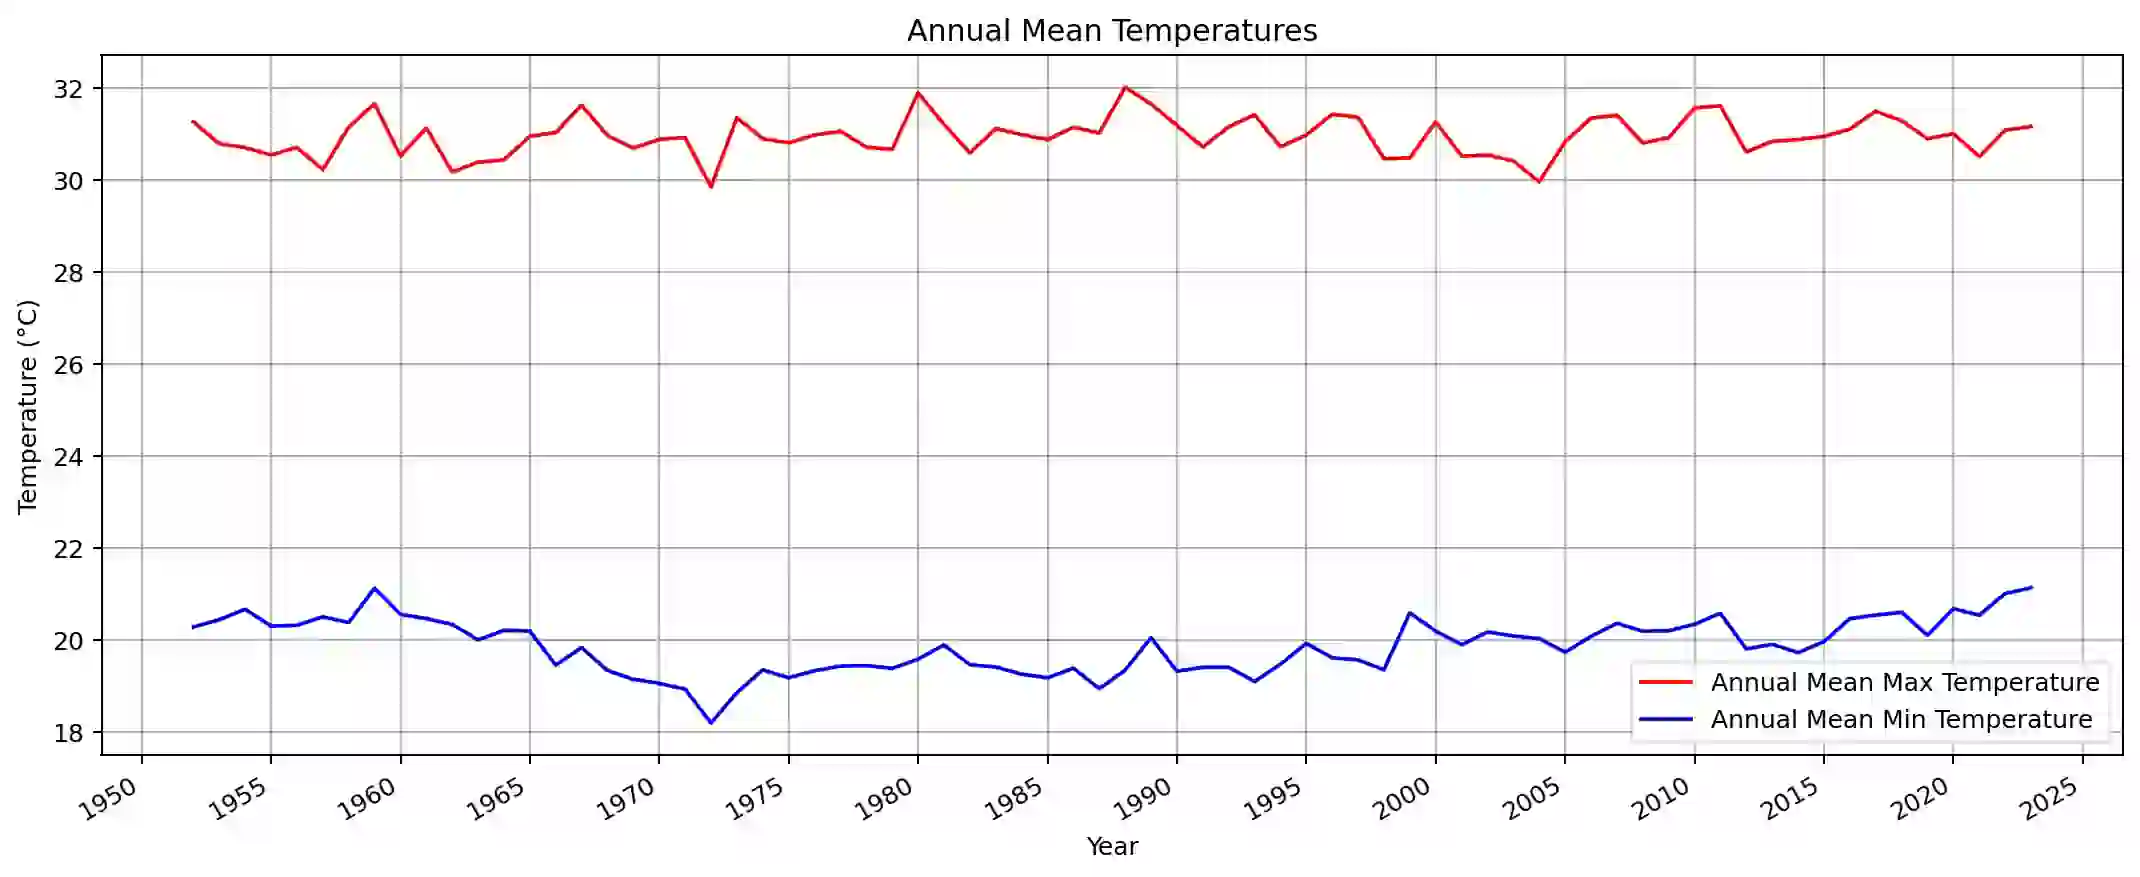 Annual Mean Temperatures
32
30
28
26
24
22
20
18
Temperature (°C)
Annual Mean Max Temperature
Annual Mean Min Temperature
1950 1955 1960 1965 1970 1975 1980 1985 1990 1995 2000 2005 2010 2015 2020 2025
Year